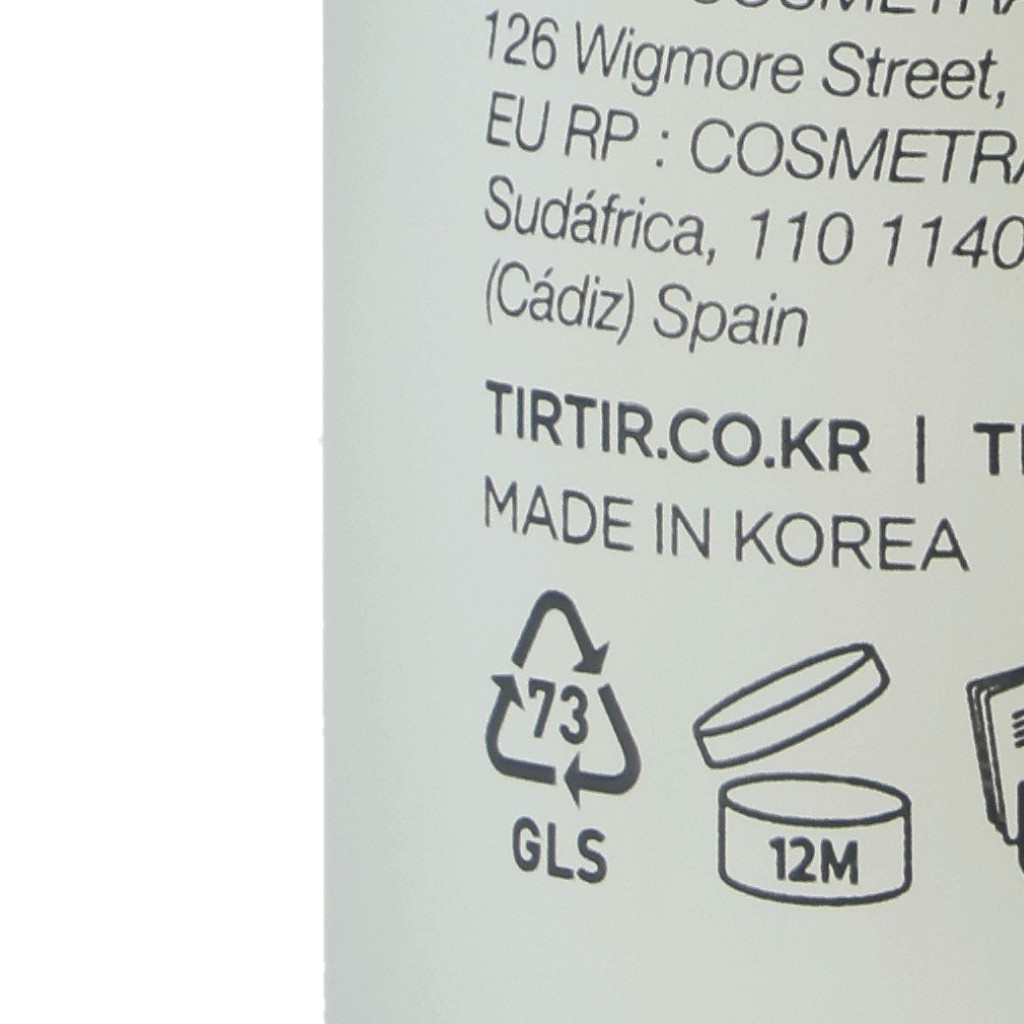 126 Wigmore Street,
EU RP : COSMETRA
Sudáfrica, 110 1140
(Cádiz) Spain
TIRTIR.CO.KR |
MADE IN KOREA
73
GLS
12M